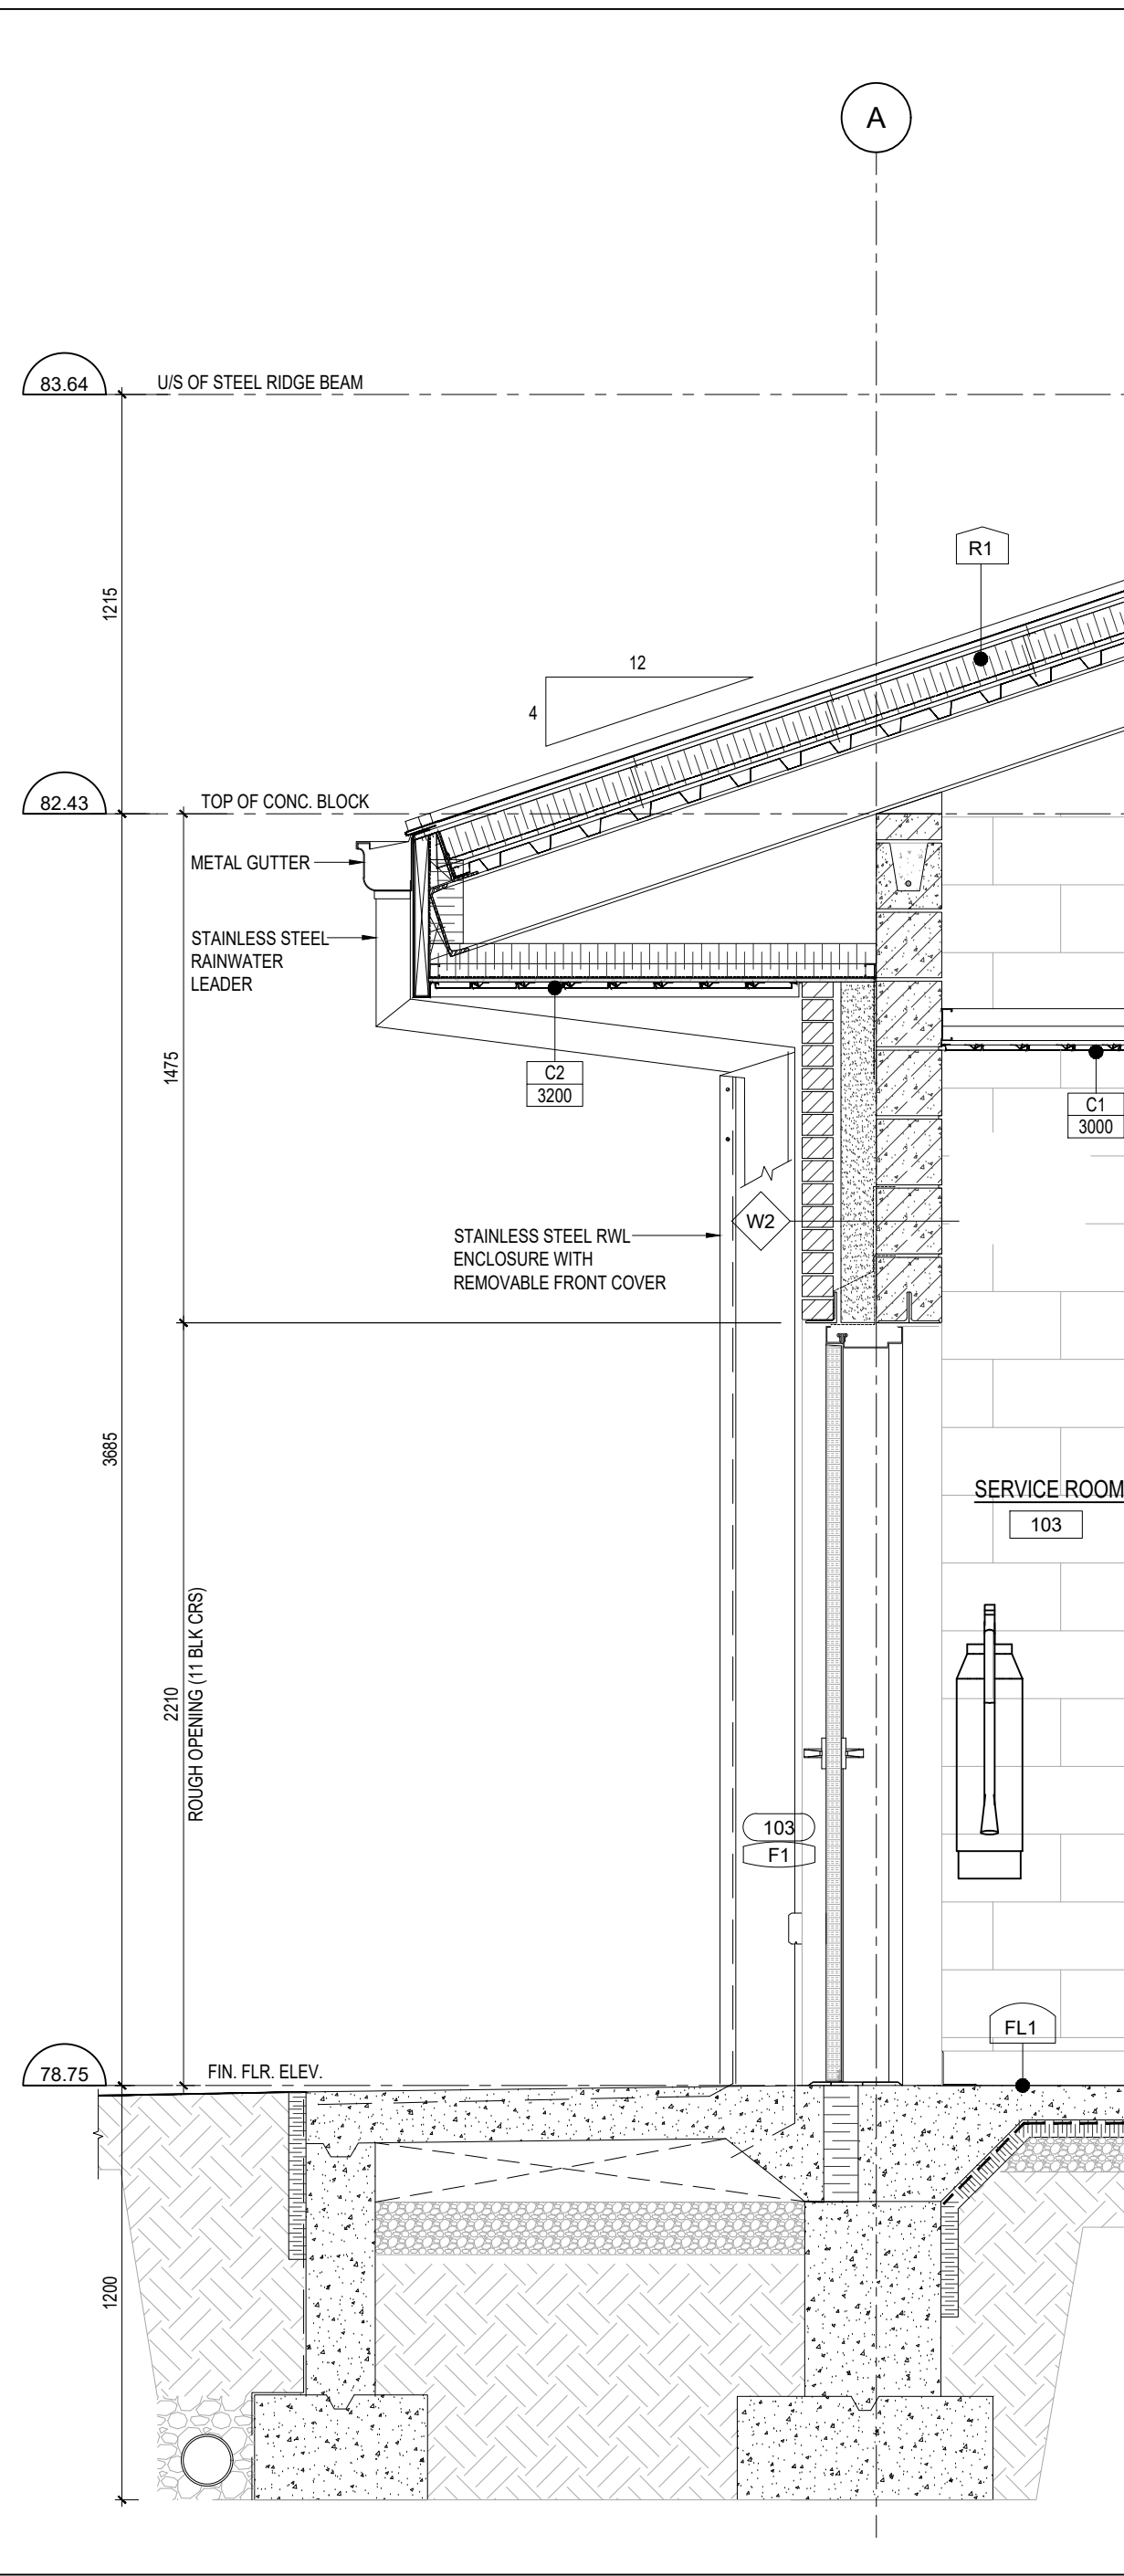 A
83.64
U/S OF STEEL RIDGE BEAM
R1
1215
12
4
82.43
TOP OF CONC. BLOCK
METAL GUTTER
STAINLESS STEEL
RAINWATER
LEADER
1475
C2
3200
C1
3000
W2
STAINLESS STEEL RWL
ENCLOSURE WITH
REMOVABLE FRONT COVER
3685
SERVICE ROOM
103
2210
ROUGH OPENING (11 BLK CRS)
103
F1
FL1
78.75
FIN. FLR. ELEV.
1200